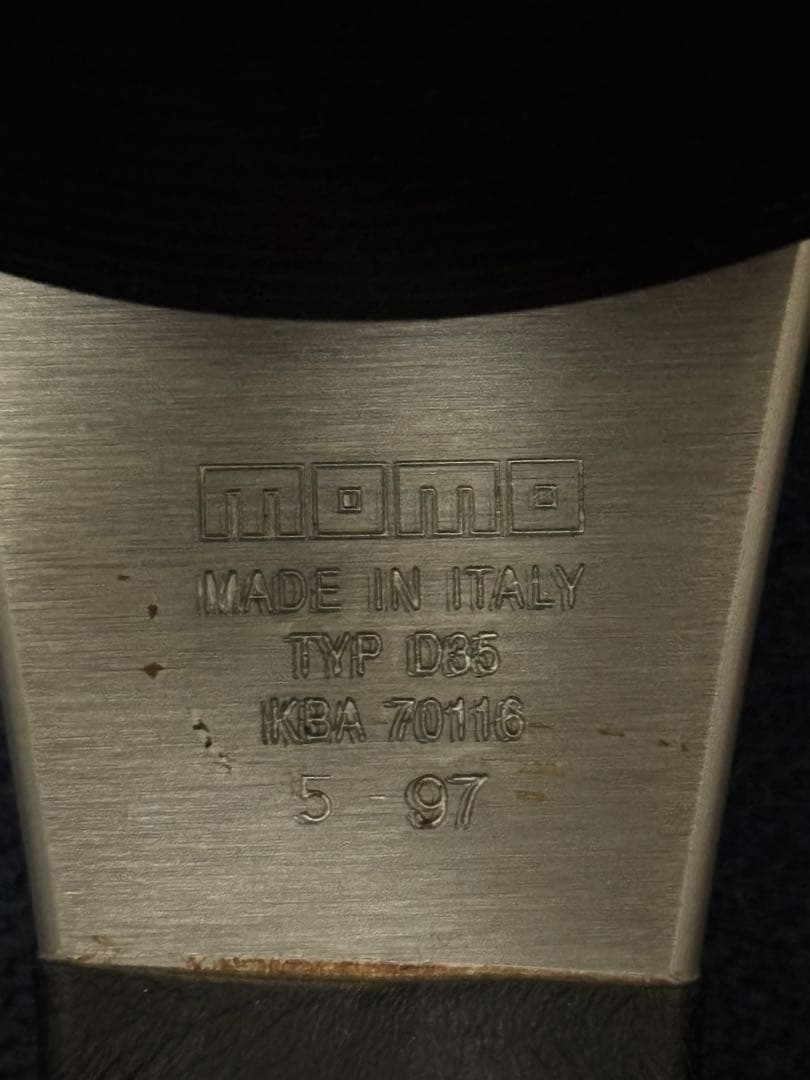 momo
MADE IN ITALY
TYP D35
KBA 70116
5 - 97